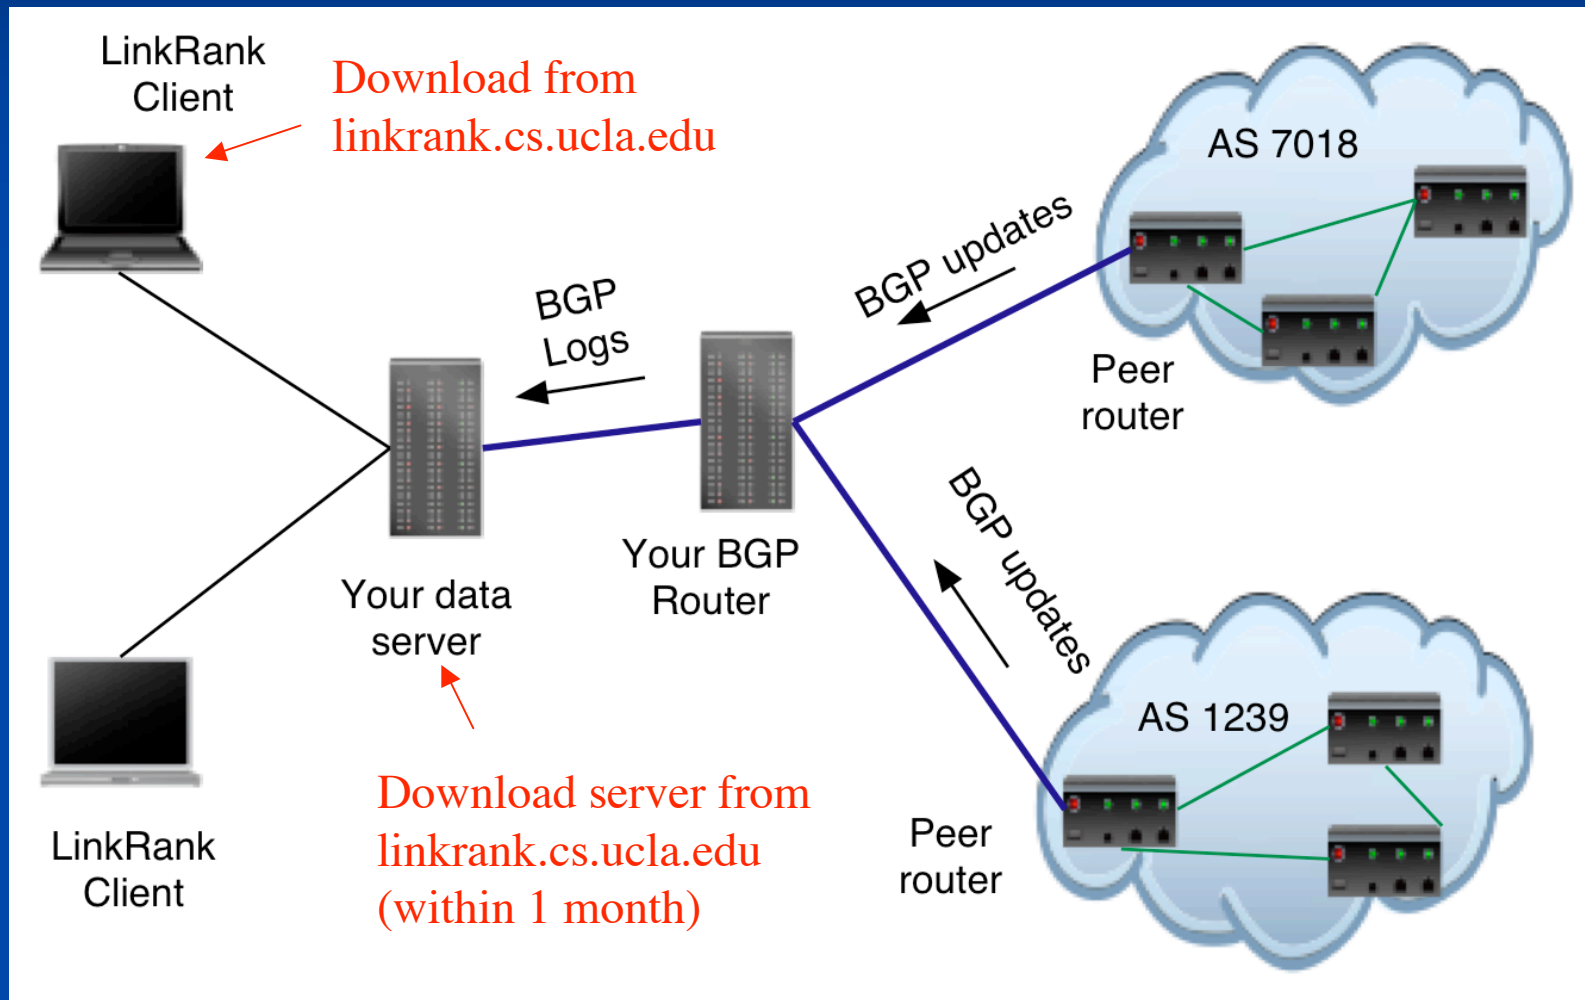 LinkRank
Client
Download from
linkrank.cs.ucla.edu
AS 7018
BGP updates
BGP
Logs
Peer
router
Your BGP
Router
BGP updates
Your data
server
AS 1239
Download server from
linkrank.cs.ucla.edu
(within 1 month)
LinkRank
Client
Peer
router